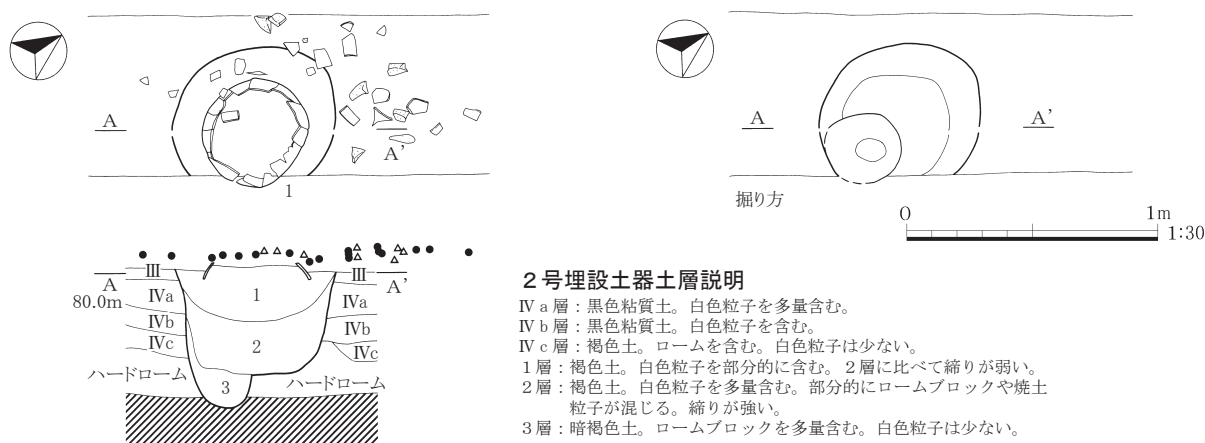 A
A'
1
A
A'
掘り方
0 1m
1:30
Ⅲ Ⅲ
A A'
80.0m
1
Ⅳa Ⅳa
Ⅳb Ⅳb
2
Ⅳc Ⅳc
ハードローム ハードローム
3
２号埋設土器土層説明
Ⅳa層：黒色粘質土。白色粒子を多量含む。
Ⅳb層：黒色粘質土。白色粒子を含む。
Ⅳc層：褐色土。ロームを含む。白色粒子は少ない。
1層：褐色土。白色粒子を部分的に含む。２層に比べて締りが弱い。
2層：褐色土。白色粒子を多量含む。部分的にロームブロックや焼土
粒子が混じる。締りが強い。
3層：暗褐色土。ロームブロックを多量含む。白色粒子は少ない。